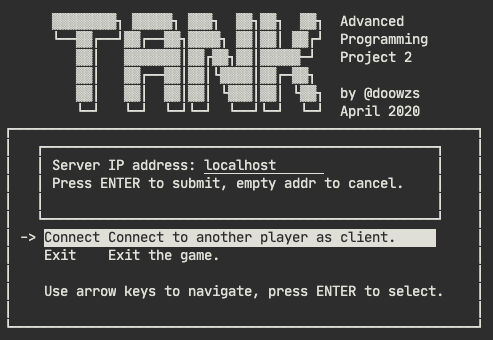 TANK
Advanced
Programming
Project 2
by @doowzs
April 2020
Server IP address: localhost
Press ENTER to submit, empty addr to cancel.
-> Connect Connect to another player as client.
Exit Exit the game.
Use arrow keys to navigate, press ENTER to select.